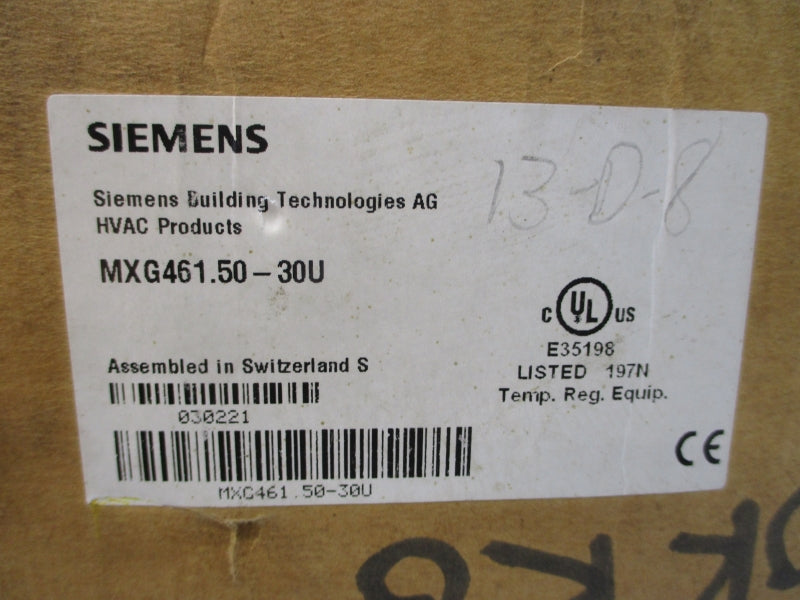 SIEMENS
13-D-8
Siemens Building Technologies AG
HVAC Products
MXG461.50-30U
C UL US
E35198
LISTED 197N
Temp. Reg. Equip.
Assembled in Switzerland S
030221
MXG461.50-30U
CE